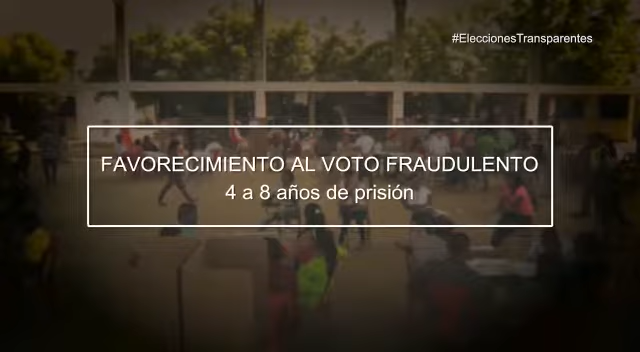 #EleccionesTransparentes
FAVORECIMIENTO AL VOTO FRAUDULENTO
4 a 8 años de prisión